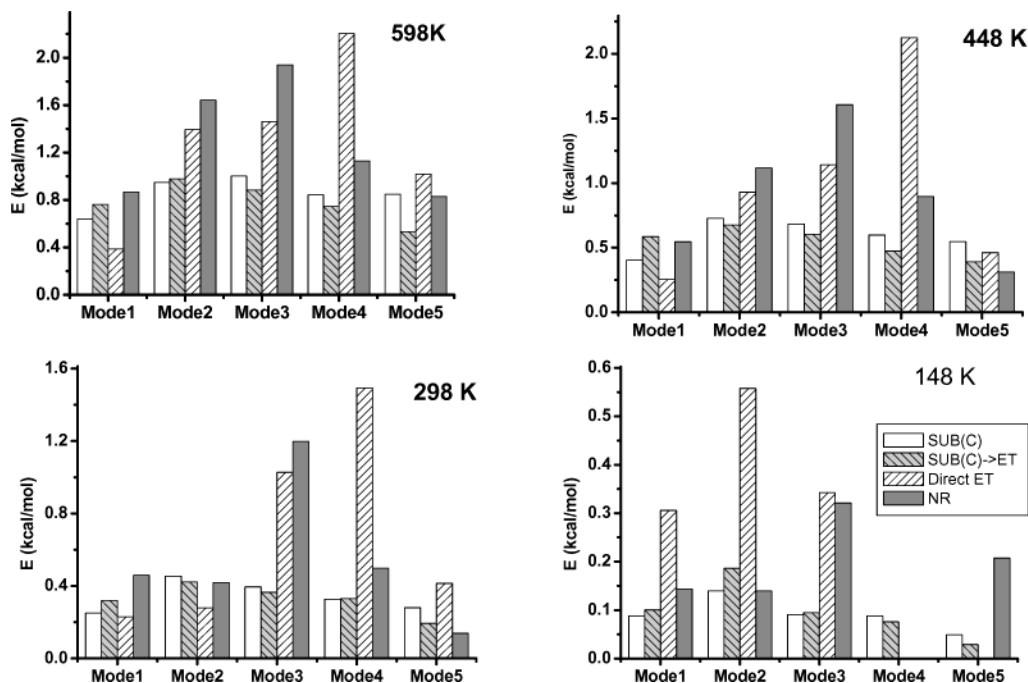 598K
E (kcal/mol)
2.0
1.6
1.2
0.8
0.4
0.0
Mode1 Mode2 Mode3 Mode4 Mode5
448 K
E (kcal/mol)
2.0
1.5
1.0
0.5
0.0
Mode1 Mode2 Mode3 Mode4 Mode5
298 K
E (kcal/mol)
1.6
1.2
0.8
0.4
0.0
Mode1 Mode2 Mode3 Mode4 Mode5
148 K
E (kcal/mol)
0.6
0.5
0.4
0.3
0.2
0.1
0.0
SUB(C)
SUB(C)->ET
Direct ET
NR
Mode1 Mode2 Mode3 Mode4 Mode5